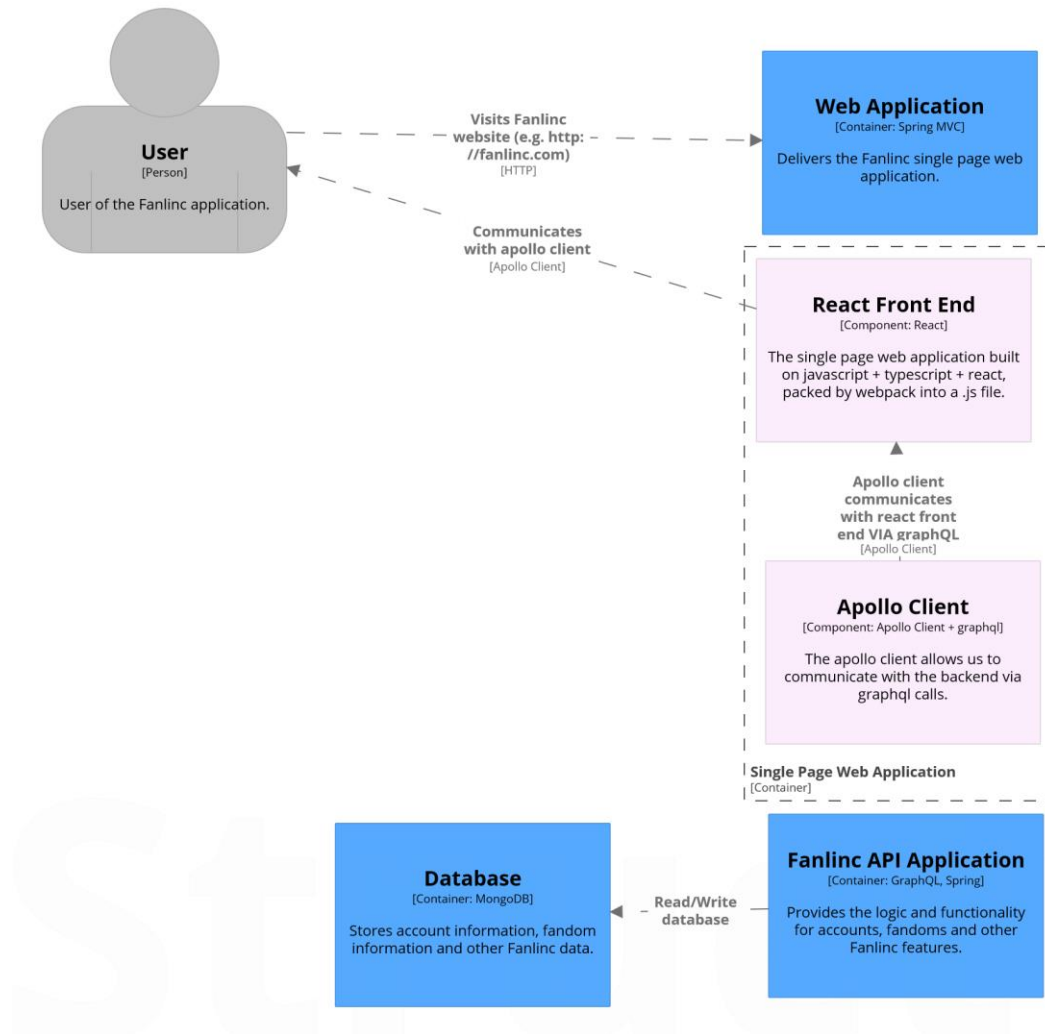 User
[Person]
User of the Fanlinc application.
Visits Fanlinc
website (e.g. http:
//fanlinc.com)
[HTTP]
Web Application
[Container: Spring MVC]
Delivers the Fanlinc single page web
application.
Communicates
with apollo client
[Apollo Client]
React Front End
[Component: React]
The single page web application built
on javascript + typescript + react,
packed by webpack into a .js file.
Apollo client
communicates
with react front
end VIA graphQL
[Apollo Client]
Apollo Client
[Component: Apollo Client + graphql]
The apollo client allows us to
communicate with the backend via
graphql calls.
Single Page Web Application
[Container]
Database
[Container: MongoDB]
Stores account information, fandom
information and other Fanlinc data.
Read/Write
database
Fanlinc API Application
[Container: GraphQL, Spring]
Provides the logic and functionality
for accounts, fandoms and other
Fanlinc features.